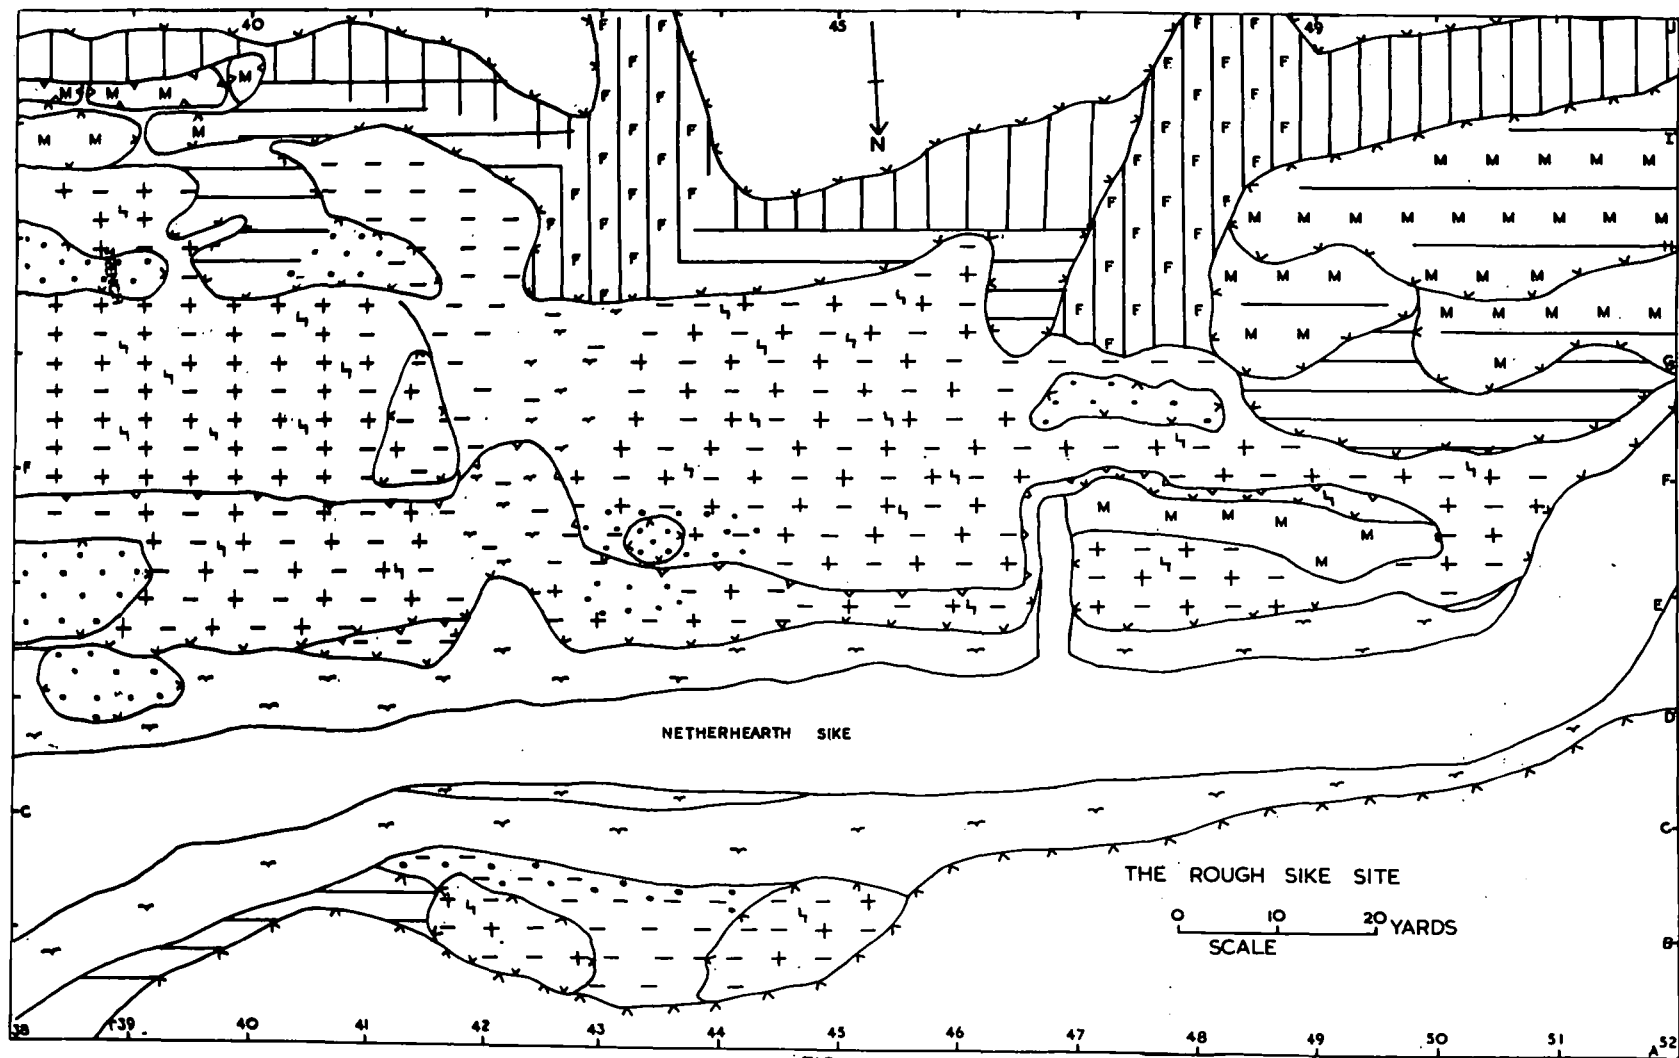 40 45 49
N
J
I
H
G
F F
E
D
C C
B
A
TRENCH
NETHERHEARTH SIKE
THE ROUGH SIKE SITE
0 10 20 YARDS
SCALE
38 39 40 41 42 43 44 45 46 47 48 49 50 51 52